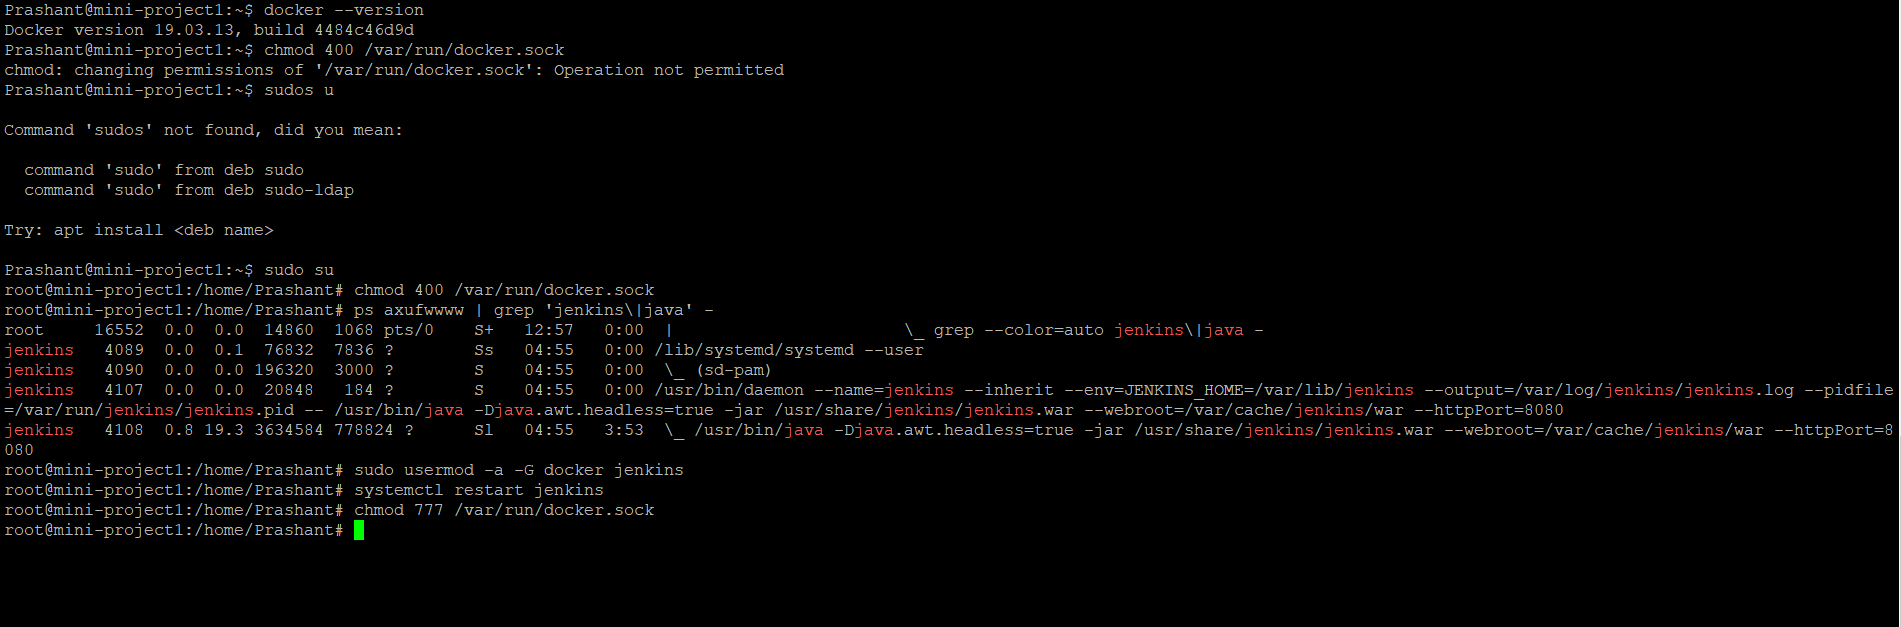 Prashant@mini-project1:~$ docker --version
Docker version 19.03.13, build 4484c46d9d
Prashant@mini-project1:~$ chmod 400 /var/run/docker.sock
chmod: changing permissions of '/var/run/docker.sock': Operation not permitted
Prashant@mini-project1:~$ sudos u
Command 'sudos' not found, did you mean:
command 'sudo' from deb sudo
command 'sudo' from deb sudo-ldap
Try: apt install <deb name>
Prashant@mini-project1:~$ sudo su
root@mini-project1:/home/Prashant# chmod 400 /var/run/docker.sock
root@mini-project1:/home/Prashant# ps axufwwww | grep 'jenkins\|java' -
root     16552  0.0  0.0  14860  1068 pts/0    S+   12:57   0:00  |                       \_ grep --color=auto jenkins\|java -
jenkins   4089  0.0  0.1  76832  7836 ?        Ss   04:55   0:00 /lib/systemd/systemd --user
jenkins   4090  0.0  0.0 196320  3000 ?        S    04:55   0:00  \_ (sd-pam)
jenkins   4107  0.0  0.0  20848   184 ?        S    04:55   0:00 /usr/bin/daemon --name=jenkins --inherit --env=JENKINS_HOME=/var/lib/jenkins --output=/var/log/jenkins/jenkins.log --pidfile
=/var/run/jenkins/jenkins.pid -- /usr/bin/java -Djava.awt.headless=true -jar /usr/share/jenkins/jenkins.war --webroot=/var/cache/jenkins/war --httpPort=8080
jenkins   4108  0.8 19.3 3634584 778824 ?      Sl   04:55   3:53  \_ /usr/bin/java -Djava.awt.headless=true -jar /usr/share/jenkins/jenkins.war --webroot=/var/cache/jenkins/war --httpPort=8
080
root@mini-project1:/home/Prashant# sudo usermod -a -G docker jenkins
root@mini-project1:/home/Prashant# systemctl restart jenkins
root@mini-project1:/home/Prashant# chmod 777 /var/run/docker.sock
root@mini-project1:/home/Prashant#